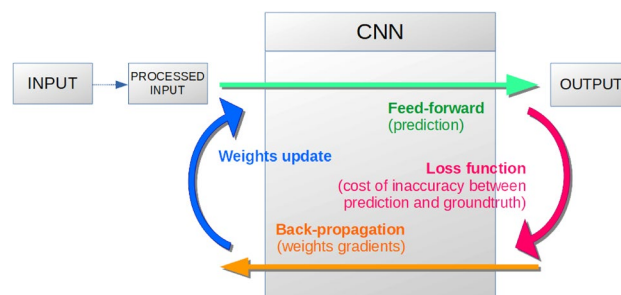 CNN
INPUT
PROCESSED
INPUT
OUTPUT
Feed-forward
(prediction)
Weights update
Loss function
(cost of inaccuracy between
prediction and groundtruth)
Back-propagation
(weights gradients)